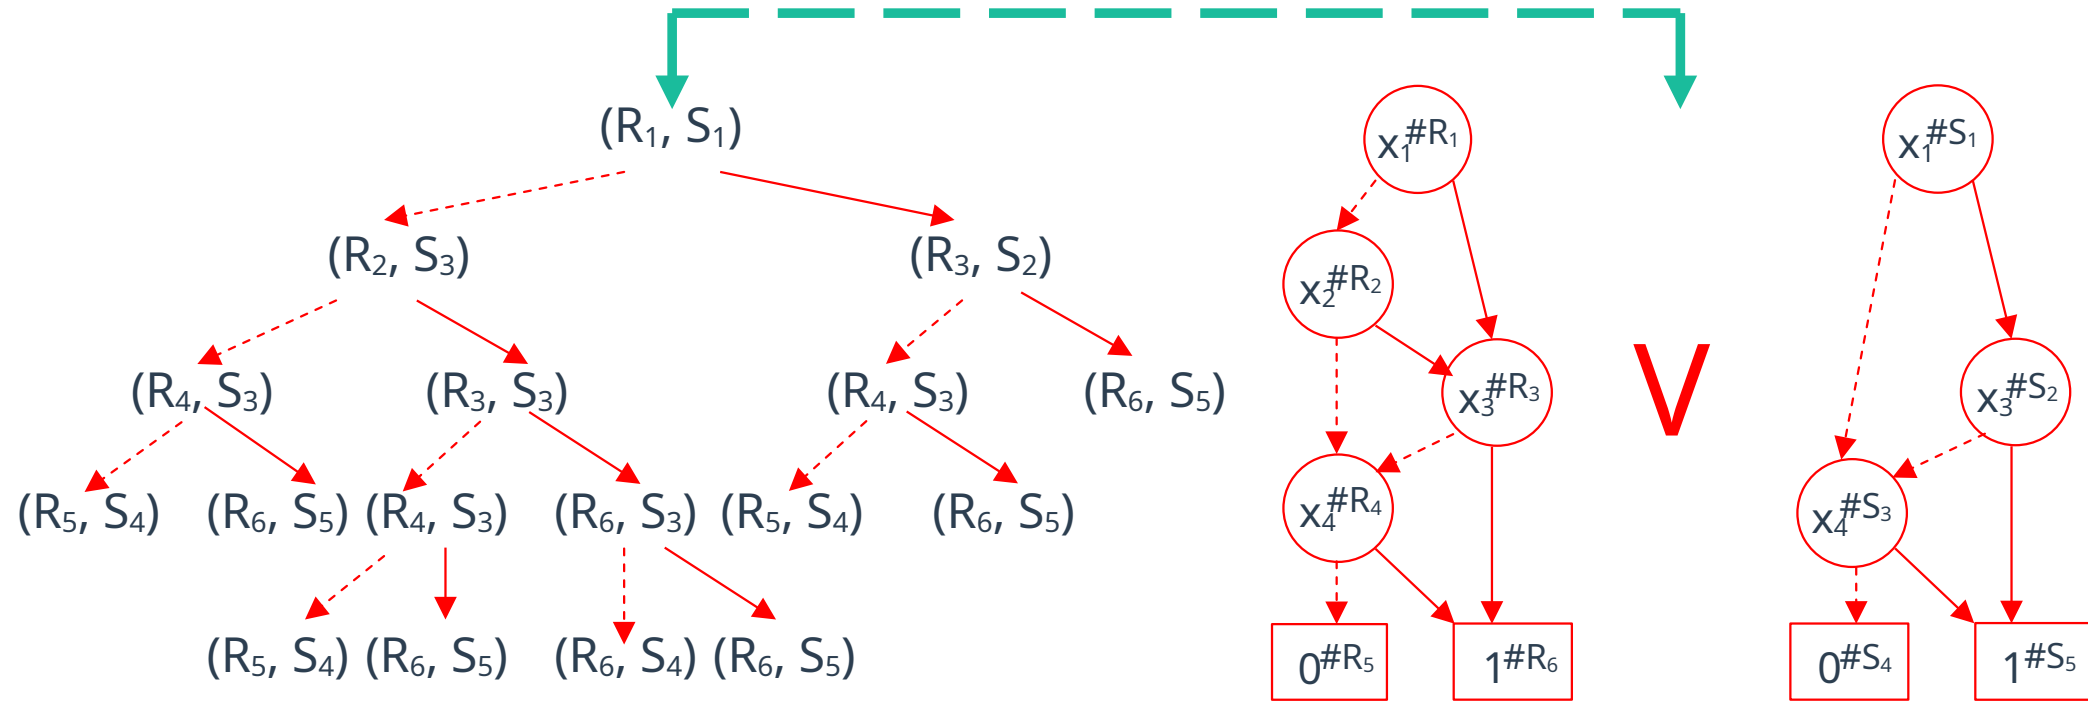 (R₁, S₁)
(R₂, S₃) (R₃, S₂)
(R₄, S₃) (R₃, S₃) (R₄, S₃) (R₆, S₅)
(R₅, S₄) (R₆, S₅) (R₄, S₃) (R₆, S₃) (R₅, S₄) (R₆, S₅)
(R₅, S₄) (R₆, S₅) (R₆, S₄) (R₆, S₅)
x₁#R₁
x₂#R₂
x₃#R₃
x₄#R₄
0#R₅ 1#R₆
V
x₁#S₁
x₃#S₂
x₄#S₃
0#S₄ 1#S₅